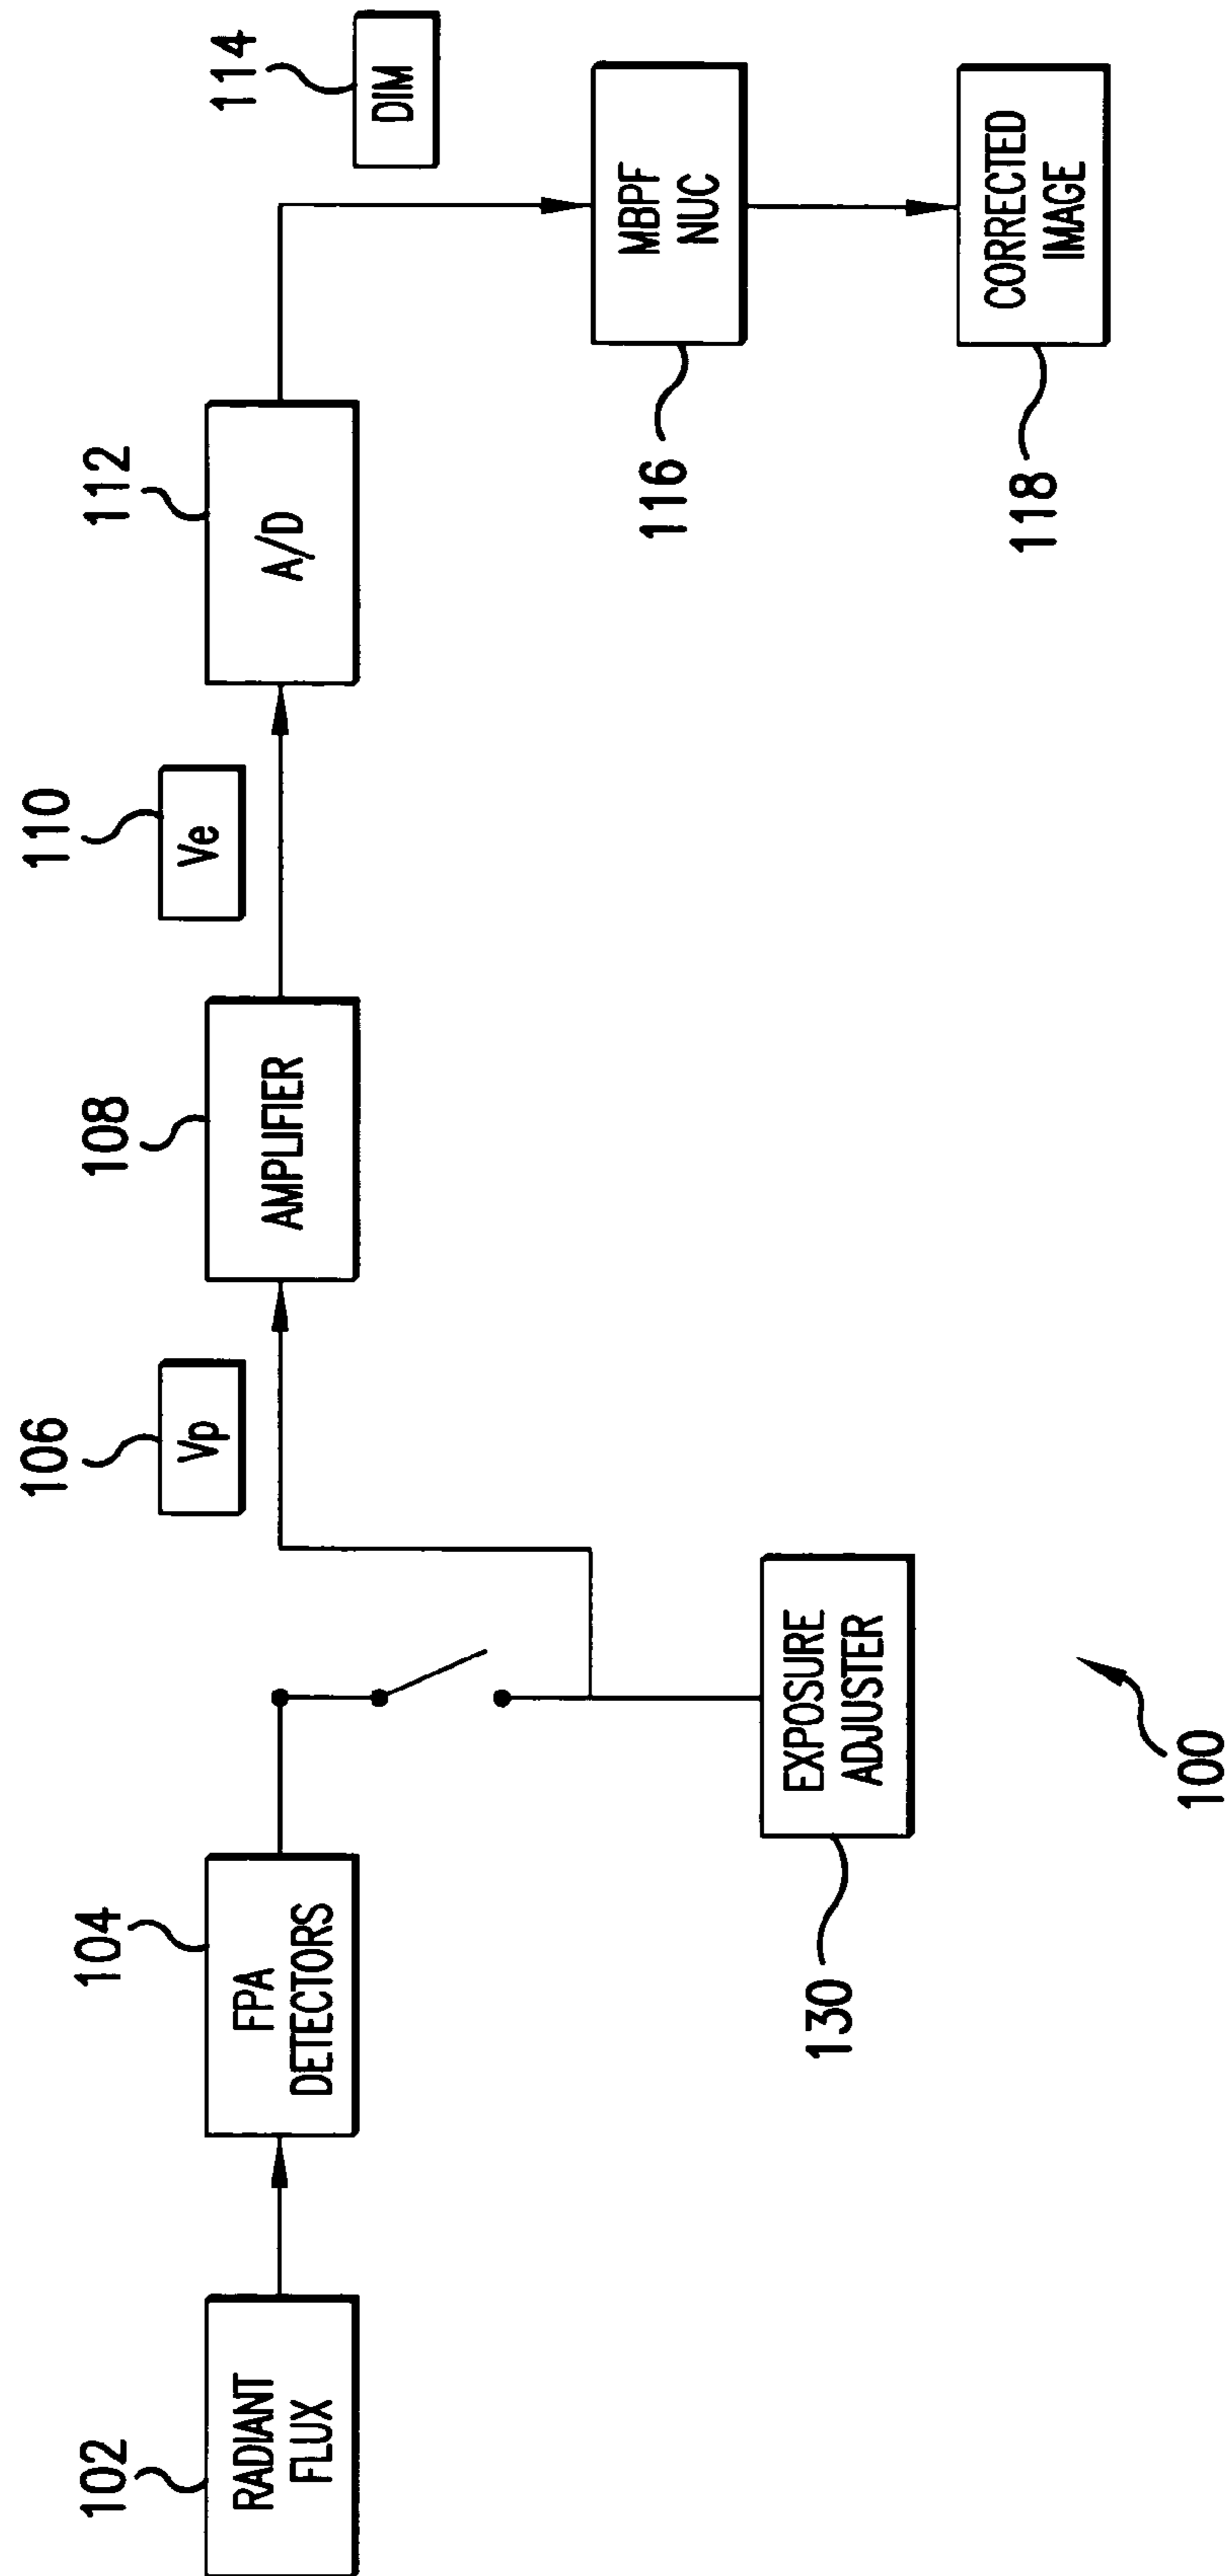 102
RADIANT
FLUX
104
FPA
DETECTORS
130
EXPOSURE
ADJUSTER
100
106
Vp
108
AMPLIFIER
110
Ve
112
A/D
114
DIM
116
MBPF
NUC
118
CORRECTED
IMAGE